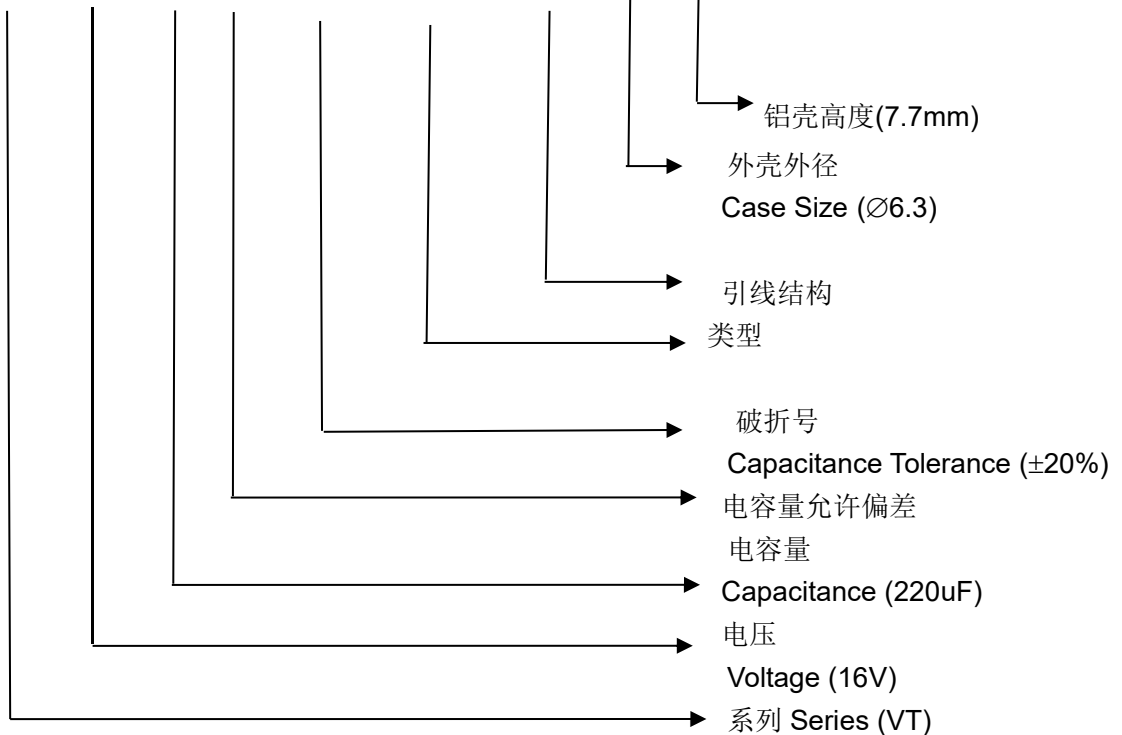 铝壳高度(7.7mm)
外壳外径
Case Size (∅6.3)
引线结构
类型
破折号
Capacitance Tolerance (±20%)
电容量允许偏差
电容量
Capacitance (220uF)
电压
Voltage (16V)
系列 Series (VT)